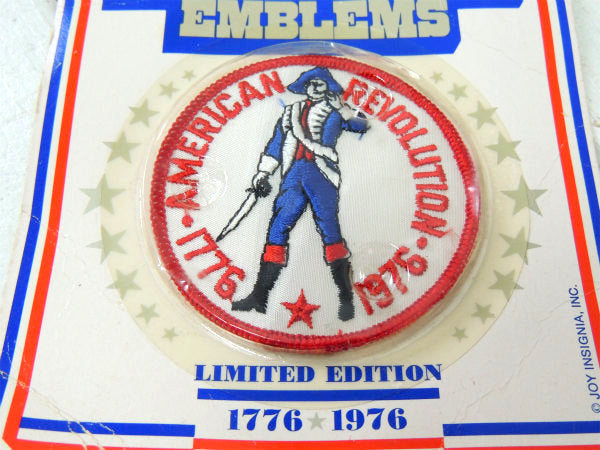 EMBLEMS
AMERICAN REVOLUTION
1776 1976
LIMITED EDITION
1776 ★ 1976
© JOY INSIGNIA, INC.